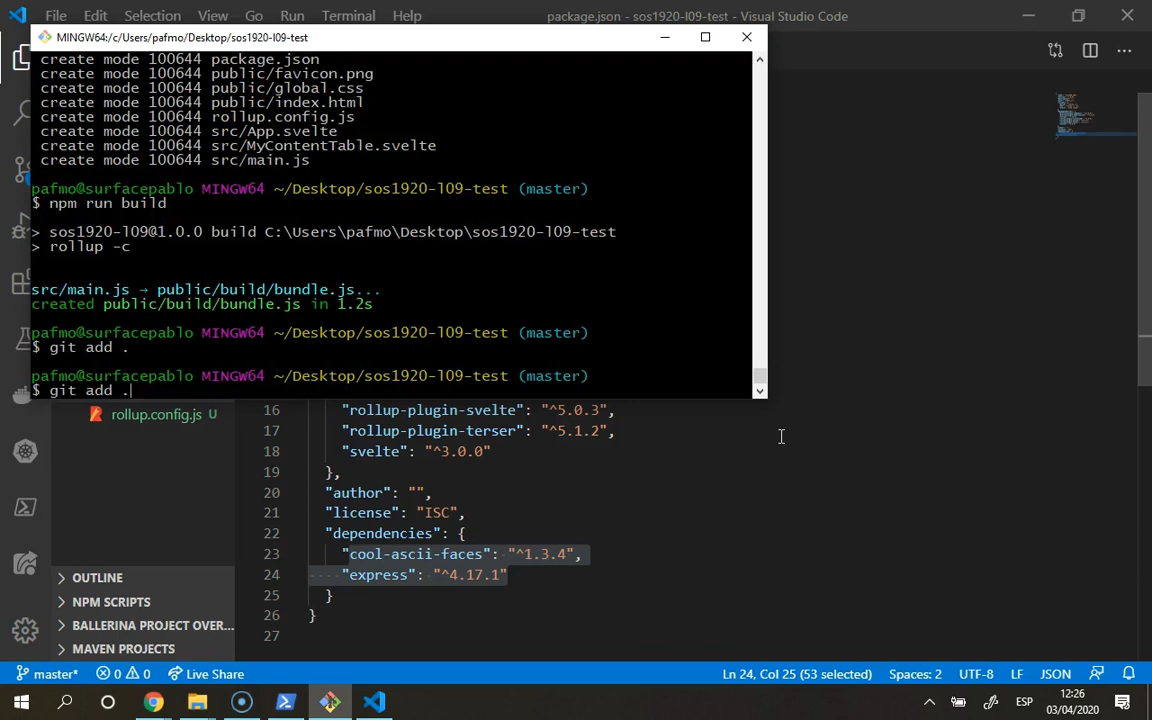 File Edit Selection View Go Run Terminal Help package.json - sos1920-l09-test - Visual Studio Code
MINGW64:/c/Users/pafmo/Desktop/sos1920-l09-test
create mode 100644 package.json
create mode 100644 public/favicon.png
create mode 100644 public/global.css
create mode 100644 public/index.html
create mode 100644 rollup.config.js
create mode 100644 src/App.svelte
create mode 100644 src/MyContentTable.svelte
create mode 100644 src/main.js
pafmo@surfacepablo MINGW64 ~/Desktop/sos1920-l09-test (master)
$ npm run build
> sos1920-l09@1.0.0 build C:\Users\pafmo\Desktop\sos1920-l09-test
> rollup -c
src/main.js → public/build/bundle.js...
created public/build/bundle.js in 1.2s
pafmo@surfacepablo MINGW64 ~/Desktop/sos1920-l09-test (master)
$ git add .
pafmo@surfacepablo MINGW64 ~/Desktop/sos1920-l09-test (master)
$ git add .
rollup.config.js U
OUTLINE
NPM SCRIPTS
BALLERINA PROJECT OVER...
MAVEN PROJECTS
16 "rollup-plugin-svelte": "^5.0.3",
17 "rollup-plugin-terser": "^5.1.2",
18 "svelte": "^3.0.0"
19 },
20 "author": "",
21 "license": "ISC",
22 "dependencies": {
23 "cool-ascii-faces": "^1.3.4",
24 "express": "^4.17.1"
25 }
26 }
27
master* 0 0 Live Share Ln 24, Col 25 (53 selected) Spaces: 2 UTF-8 LF JSON
ESP 12:26
03/04/2020